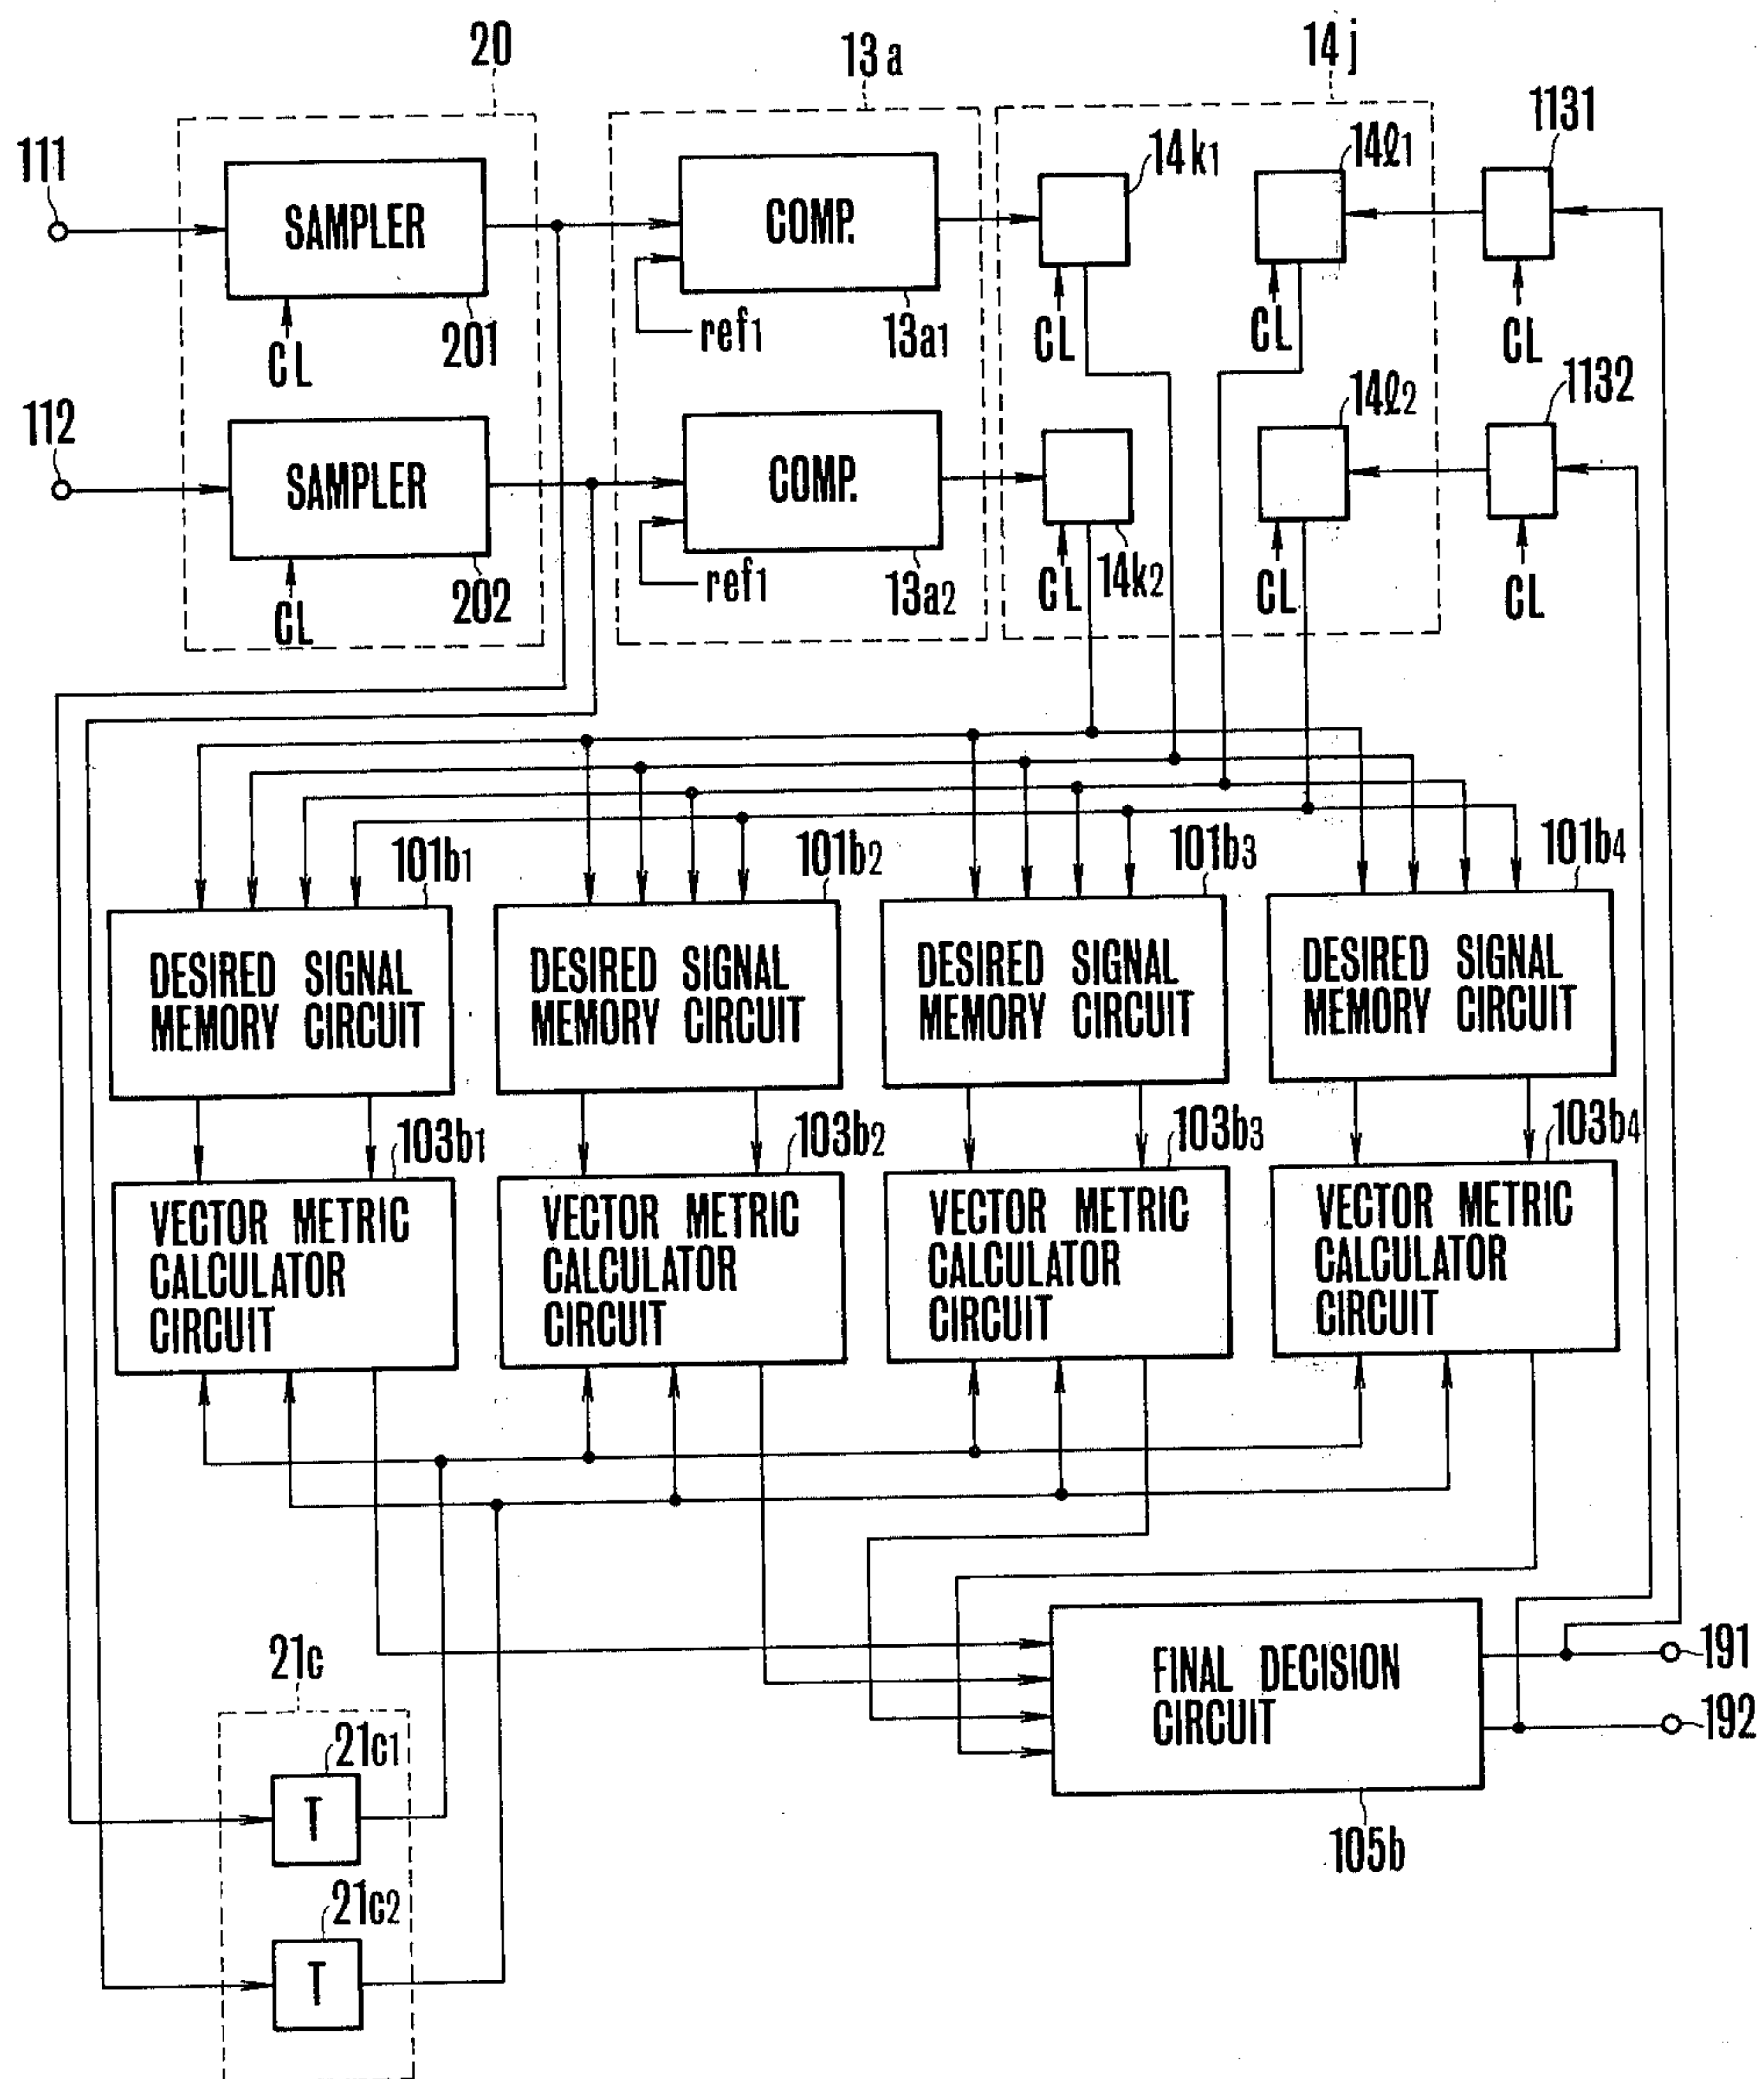 20
13a
14j
111
SAMPLER
CL
201
COMP.
ref1
13a1
14k1
CL
14ℓ1
CL
1131
CL
112
SAMPLER
CL
202
COMP.
ref1
13a2
CL
14k2
14ℓ2
CL
1132
CL
101b1
101b2
101b3
101b4
DESIRED SIGNAL
MEMORY CIRCUIT
DESIRED SIGNAL
MEMORY CIRCUIT
DESIRED SIGNAL
MEMORY CIRCUIT
DESIRED SIGNAL
MEMORY CIRCUIT
103b1
103b2
103b3
103b4
VECTOR METRIC
CALCULATOR
CIRCUIT
VECTOR METRIC
CALCULATOR
CIRCUIT
VECTOR METRIC
CALCULATOR
CIRCUIT
VECTOR METRIC
CALCULATOR
CIRCUIT
FINAL DECISION
CIRCUIT
191
192
105b
21c
21c1
T
21c2
T